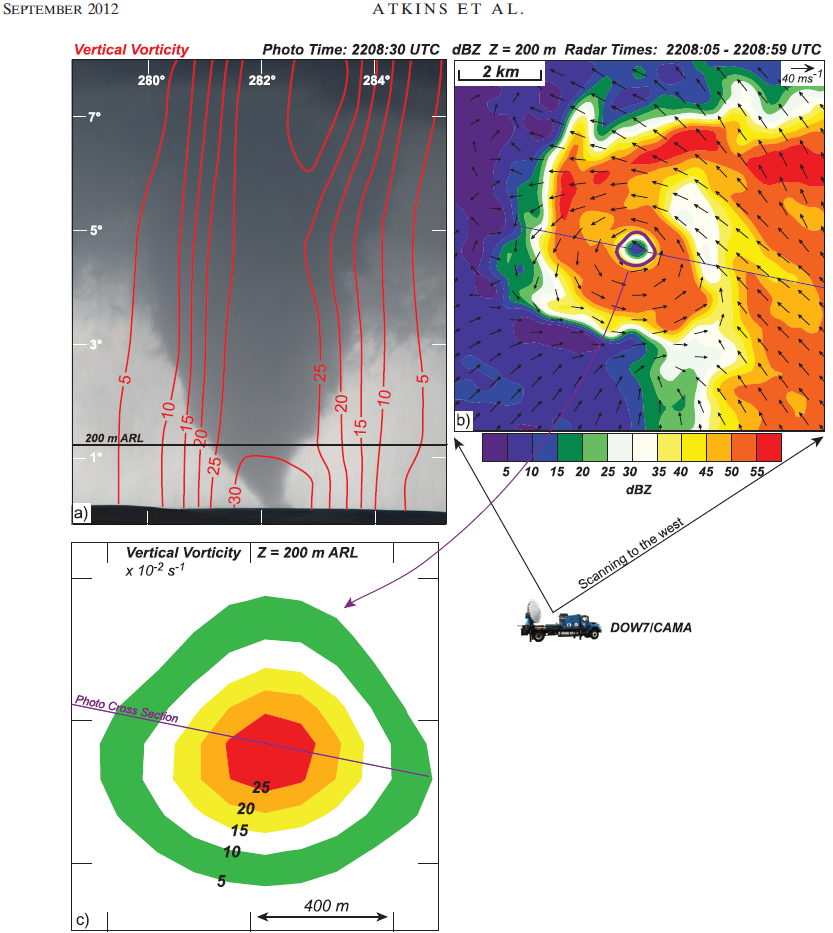 SEPTEMBER 2012 ATKINS ET AL.
Vertical Vorticity Photo Time: 2208:30 UTC
280° 282° 284°
7°
5°
3°
1°
5 10 15 20 25 30 25 20 15 10 5
200 m ARL
a)
dBZ Z = 200 m Radar Times: 2208:05 - 2208:59 UTC
2 km
40 ms-1
b)
5 10 15 20 25 30 35 40 45 50 55
dBZ
Scanning to the west
DOW7/CAMA
Vertical Vorticity Z = 200 m ARL
x 10-2 s-1
Photo Cross Section
25
20
15
10
5
400 m
c)